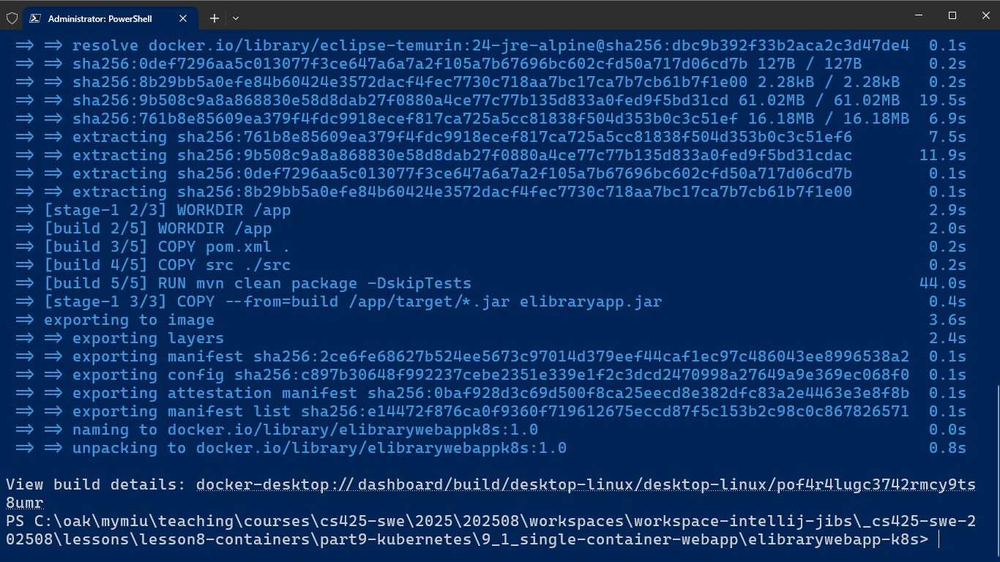 Administrator: PowerShell
=> => resolve docker.io/library/eclipse-temurin:24-jre-alpine@sha256:dbc9b392f33b2aca2c3d47de4 0.1s
=> => sha256:0def7296aa5c013077f3ce647a6a7a2f105a7b67696bc602cfd50a717d06cd7b 127B / 127B 0.2s
=> => sha256:8b29bb5a0efe84b60424e3572dacf4fec7730c718aa7bc17ca7b7cb61b7f1e00 2.28kB / 2.28kB 0.2s
=> => sha256:9b508c9a8a868830e58d8dab27f0880a4ce77c77b135d833a0fed9f5bd31cd 61.02MB / 61.02MB 19.5s
=> => sha256:761b8e85609ea379f4fdc9918ecef817ca725a5cc81838f504d353b0c3c51ef 16.18MB / 16.18MB 6.9s
=> => extracting sha256:761b8e85609ea379f4fdc9918ecef817ca725a5cc81838f504d353b0c3c51ef6 7.5s
=> => extracting sha256:9b508c9a8a868830e58d8dab27f0880a4ce77c77b135d833a0fed9f5bd31cdac 11.9s
=> => extracting sha256:0def7296aa5c013077f3ce647a6a7a2f105a7b67696bc602cfd50a717d06cd7b 0.1s
=> => extracting sha256:8b29bb5a0efe84b60424e3572dacf4fec7730c718aa7bc17ca7b7cb61b7f1e00 0.1s
=> [stage-1 2/3] WORKDIR /app 2.9s
=> [build 2/5] WORKDIR /app 2.0s
=> [build 3/5] COPY pom.xml . 0.2s
=> [build 4/5] COPY src ./src 0.2s
=> [build 5/5] RUN mvn clean package -DskipTests 44.0s
=> [stage-1 3/3] COPY --from=build /app/target/*.jar elibraryapp.jar 0.4s
=> exporting to image 3.6s
=> => exporting layers 2.4s
=> => exporting manifest sha256:2ce6fe68627b524ee5673c97014d379eef44caf1ec97c486043ee8996538a2 0.1s
=> => exporting config sha256:c897b30648f992237cebe2351e339e1f2c3dcd2470998a27649a9e369ec068f0 0.1s
=> => exporting attestation manifest sha256:0baf928d3c69d500f8ca25eecd8e382dfc83a2e4463e3e8f8b 0.1s
=> => exporting manifest list sha256:e14472f876ca0f9360f719612675eccd87f5c153b2c98c0c867826571 0.1s
=> => naming to docker.io/library/elibrarywebappk8s:1.0 0.0s
=> => unpacking to docker.io/library/elibrarywebappk8s:1.0 0.8s
View build details: docker-desktop://dashboard/build/desktop-linux/desktop-linux/pof4r4lugc3742rmcy9ts
8umr
PS C:\oak\mymiu\teaching\courses\cs425-swe\2025\202508\workspaces\workspace-intellij-jibs\_cs425-swe-2
02508\lessons\lesson8-containers\part9-kubernetes\9_1_single-container-webapp\elibrarywebapp-k8s>